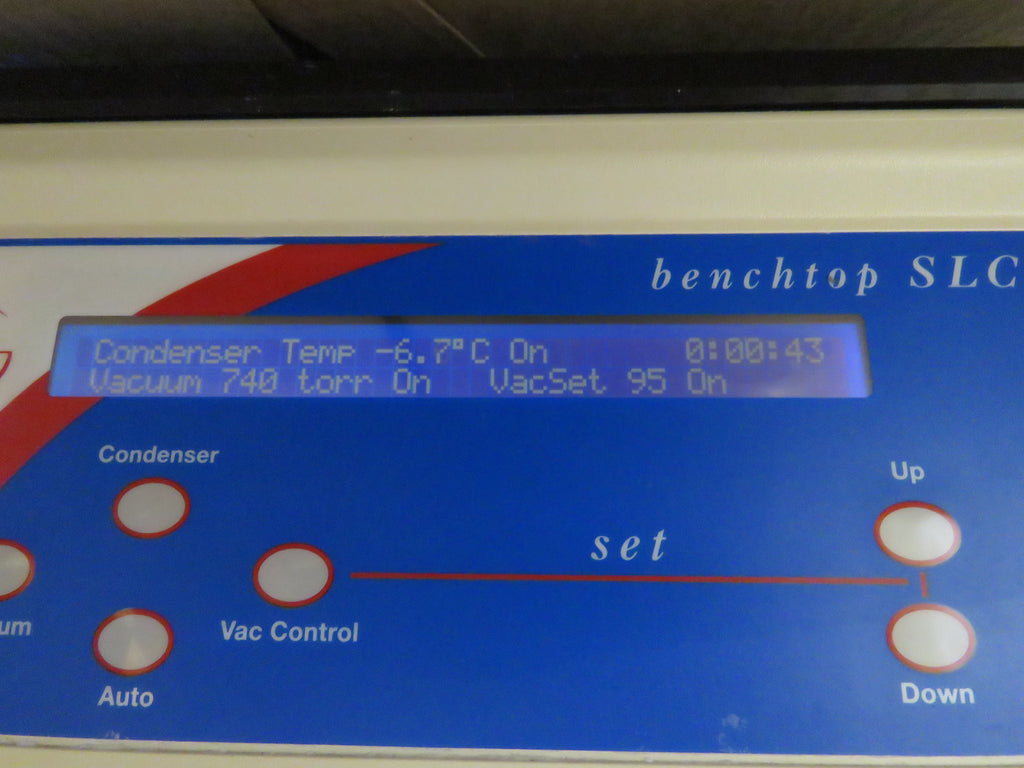 benchtop SLC
Condenser Temp -6.7°C On 0:00:43
Vacuum 740 torr On VacSet 95 On
Condenser
Up
set
um
Vac Control
Auto
Down